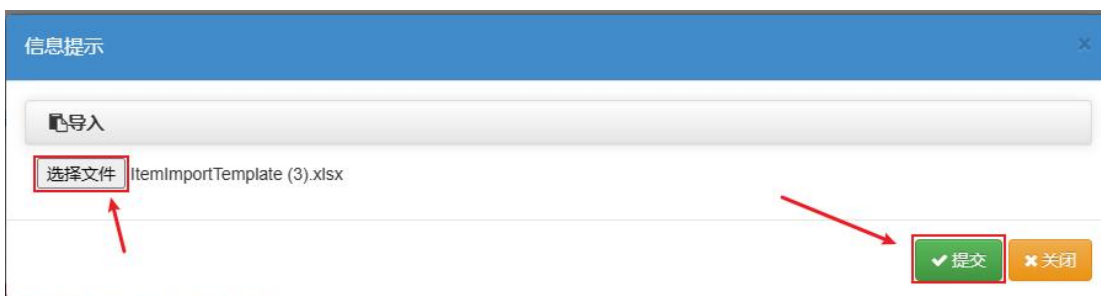 信息提示
导入
选择文件 ItemImportTemplate (3).xlsx
提交 关闭